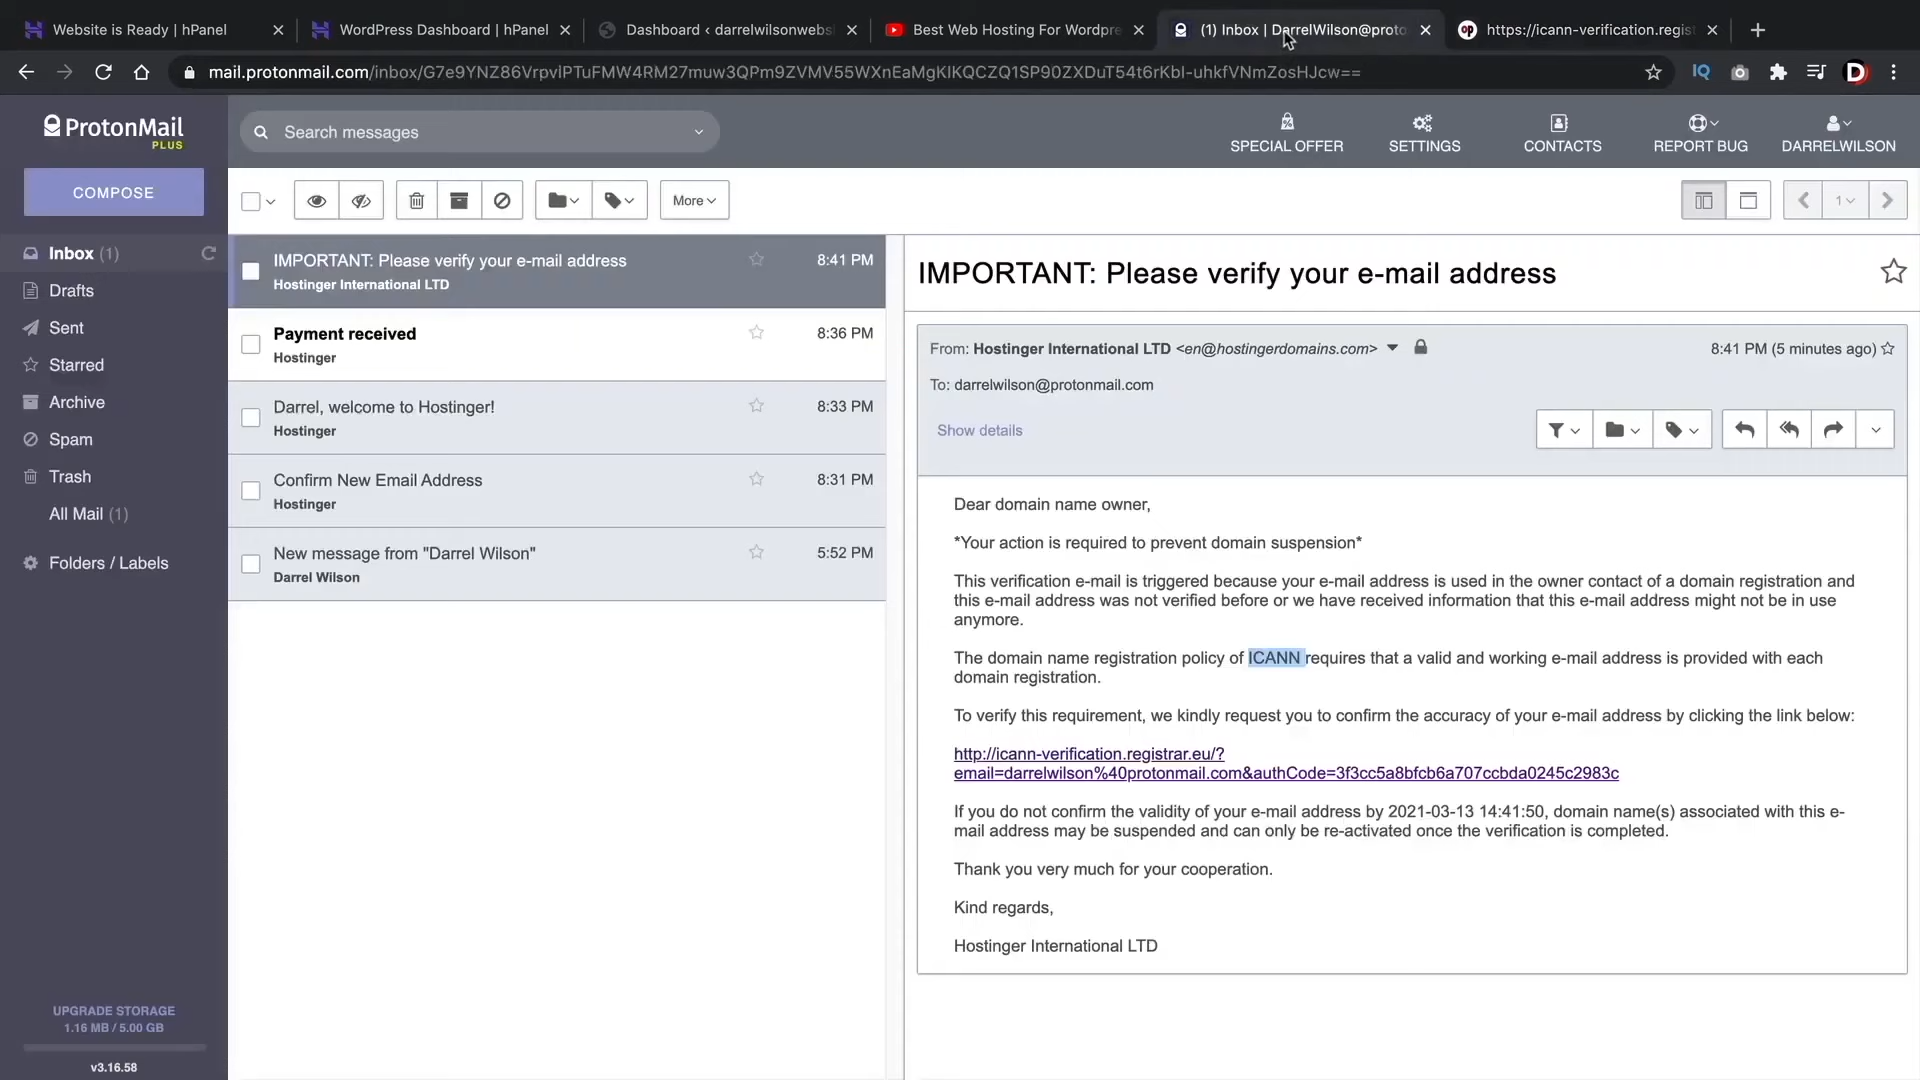 Website is Ready | hPanel
WordPress Dashboard | hPanel
Dashboard ‹ darrelwilsonwebsi
Best Web Hosting For Wordpre
(1) Inbox | DarrelWilson@proto
https://icann-verification.regist
mail.protonmail.com/inbox/G7e9YNZ86VrpviPTuFMW4RM27muw3QPm9ZVMV55WXnEaMgKIKQCZQ1SP90ZXDuT54t6rKbI-uhkfVNmZosHJcw==
IQ
D
ProtonMail
PLUS
Search messages
SPECIAL OFFER
SETTINGS
CONTACTS
REPORT BUG
DARRELWILSON
COMPOSE
More
1
Inbox (1)
Drafts
Sent
Starred
Archive
Spam
Trash
All Mail (1)
Folders / Labels
UPGRADE STORAGE
1.16 MB / 5.00 GB
v3.16.58
IMPORTANT: Please verify your e-mail address 8:41 PM
Hostinger International LTD
Payment received 8:36 PM
Hostinger
Darrel, welcome to Hostinger! 8:33 PM
Hostinger
Confirm New Email Address 8:31 PM
Hostinger
New message from "Darrel Wilson" 5:52 PM
Darrel Wilson
IMPORTANT: Please verify your e-mail address
From: Hostinger International LTD <en@hostingerdomains.com> 8:41 PM (5 minutes ago)
To: darrelwilson@protonmail.com
Show details
Dear domain name owner,
*Your action is required to prevent domain suspension*
This verification e-mail is triggered because your e-mail address is used in the owner contact of a domain registration and
this e-mail address was not verified before or we have received information that this e-mail address might not be in use
anymore.
The domain name registration policy of ICANN requires that a valid and working e-mail address is provided with each
domain registration.
To verify this requirement, we kindly request you to confirm the accuracy of your e-mail address by clicking the link below:
http://icann-verification.registrar.eu/?
email=darrelwilson%40protonmail.com&authCode=3f3cc5a8bfcb6a707ccbda0245c2983c
If you do not confirm the validity of your e-mail address by 2021-03-13 14:41:50, domain name(s) associated with this e-
mail address may be suspended and can only be re-activated once the verification is completed.
Thank you very much for your cooperation.
Kind regards,
Hostinger International LTD